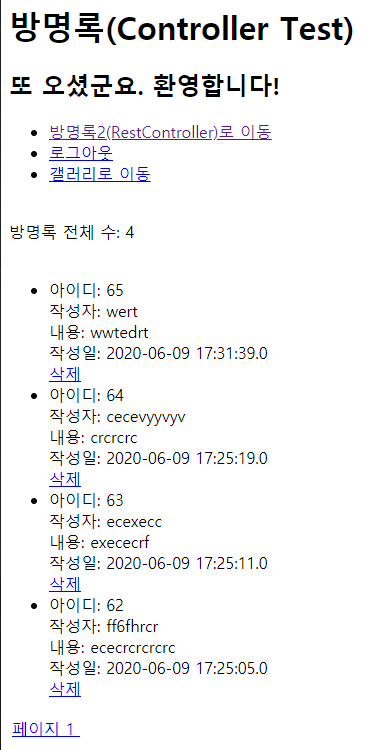 방명록(Controller Test)
또 오셨군요. 환영합니다!
방명록2(RestController)로 이동
로그아웃
갤러리로 이동
방명록 전체 수: 4
아이디: 65
작성자: wert
내용: wwtedrt
작성일: 2020-06-09 17:31:39.0
삭제
아이디: 64
작성자: cecevyyvyv
내용: crcrcrc
작성일: 2020-06-09 17:25:19.0
삭제
아이디: 63
작성자: ecexecc
내용: exececrf
작성일: 2020-06-09 17:25:11.0
삭제
아이디: 62
작성자: ff6fhrcr
내용: ececrcrcrcrc
작성일: 2020-06-09 17:25:05.0
삭제
페이지 1